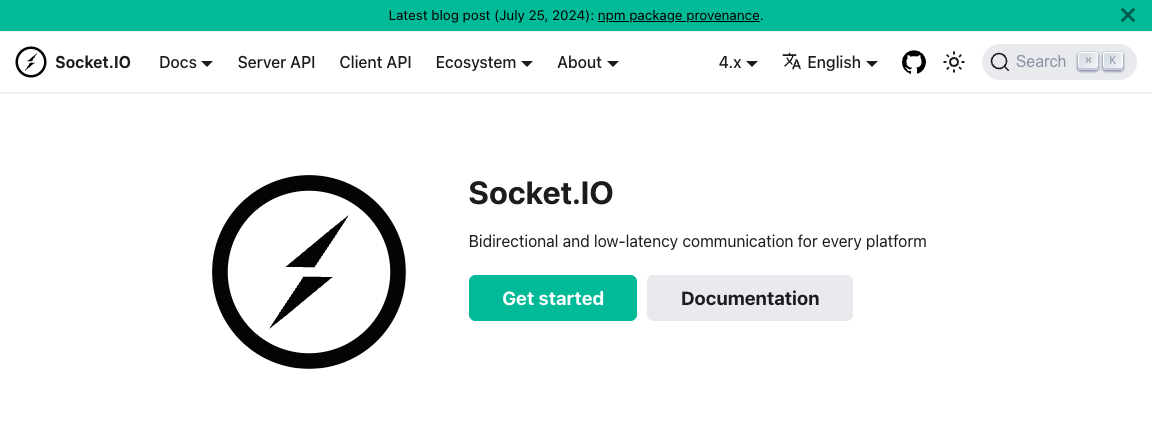 Latest blog post (July 25, 2024): npm package provenance.
Socket.IO Docs Server API Client API Ecosystem About 4.x English Search ⌘ K
Socket.IO
Bidirectional and low-latency communication for every platform
Get started Documentation